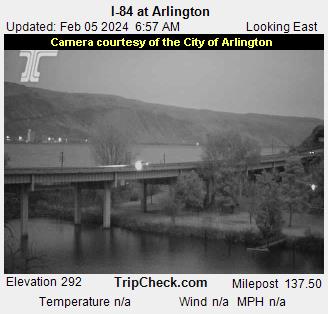 I-84 at Arlington
Updated: Feb 05 2024 6:57 AM Looking East
Camera courtesy of the City of Arlington
Elevation 292 TripCheck.com Milepost 137.50
Temperature n/a Wind n/a MPH n/a